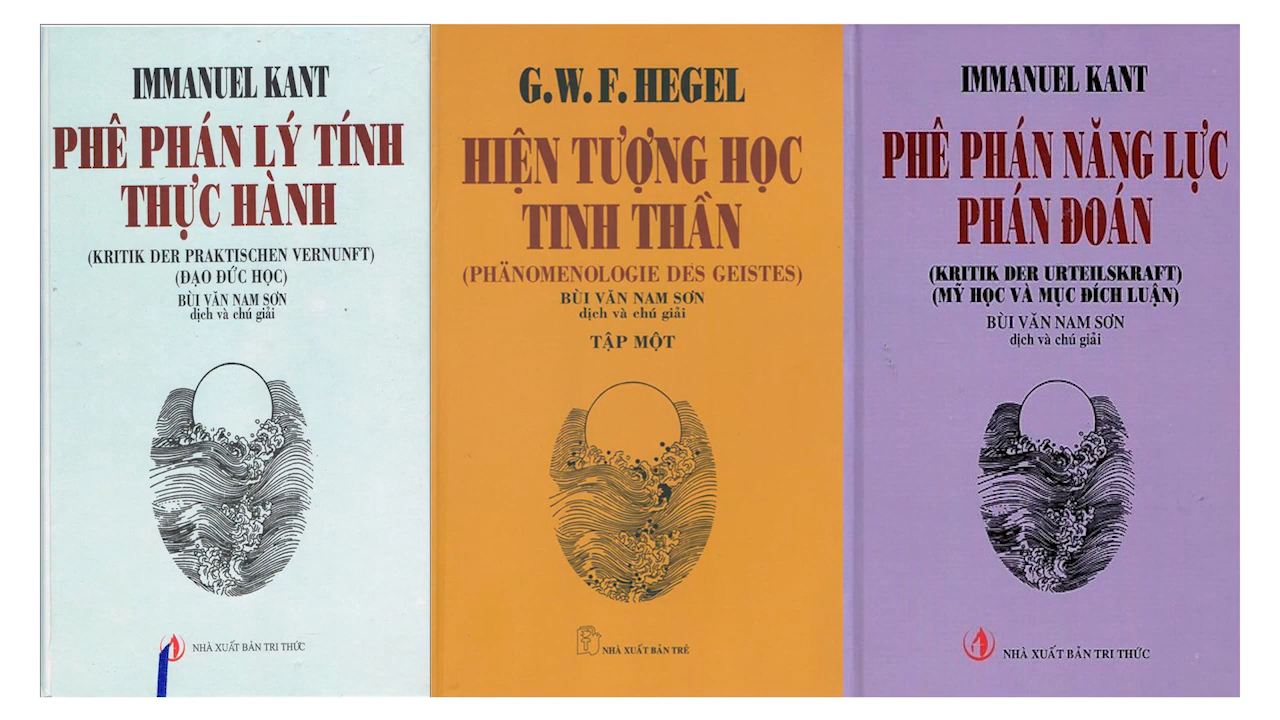 IMMANUEL KANT
PHÊ PHÁN LÝ TÍNH
THỰC HÀNH
(KRITIK DER PRAKTISCHEN VERNUNFT)
(ĐẠO ĐỨC HỌC)
BÙI VĂN NAM SƠN
dịch và chú giải
NHÀ XUẤT BẢN TRI THỨC
G.W.F. HEGEL
HIỆN TƯỢNG HỌC
TINH THẦN
(PHÄNOMENOLOGIE DES GEISTES)
BÙI VĂN NAM SƠN
dịch và chú giải
TẬP MỘT
NHÀ XUẤT BẢN TRẺ
IMMANUEL KANT
PHÊ PHÁN NĂNG LỰC
PHÁN ĐOÁN
(KRITIK DER URTEILSKRAFT)
(MỸ HỌC VÀ MỤC ĐÍCH LUẬN)
BÙI VĂN NAM SƠN
dịch và chú giải
NHÀ XUẤT BẢN TRI THỨC